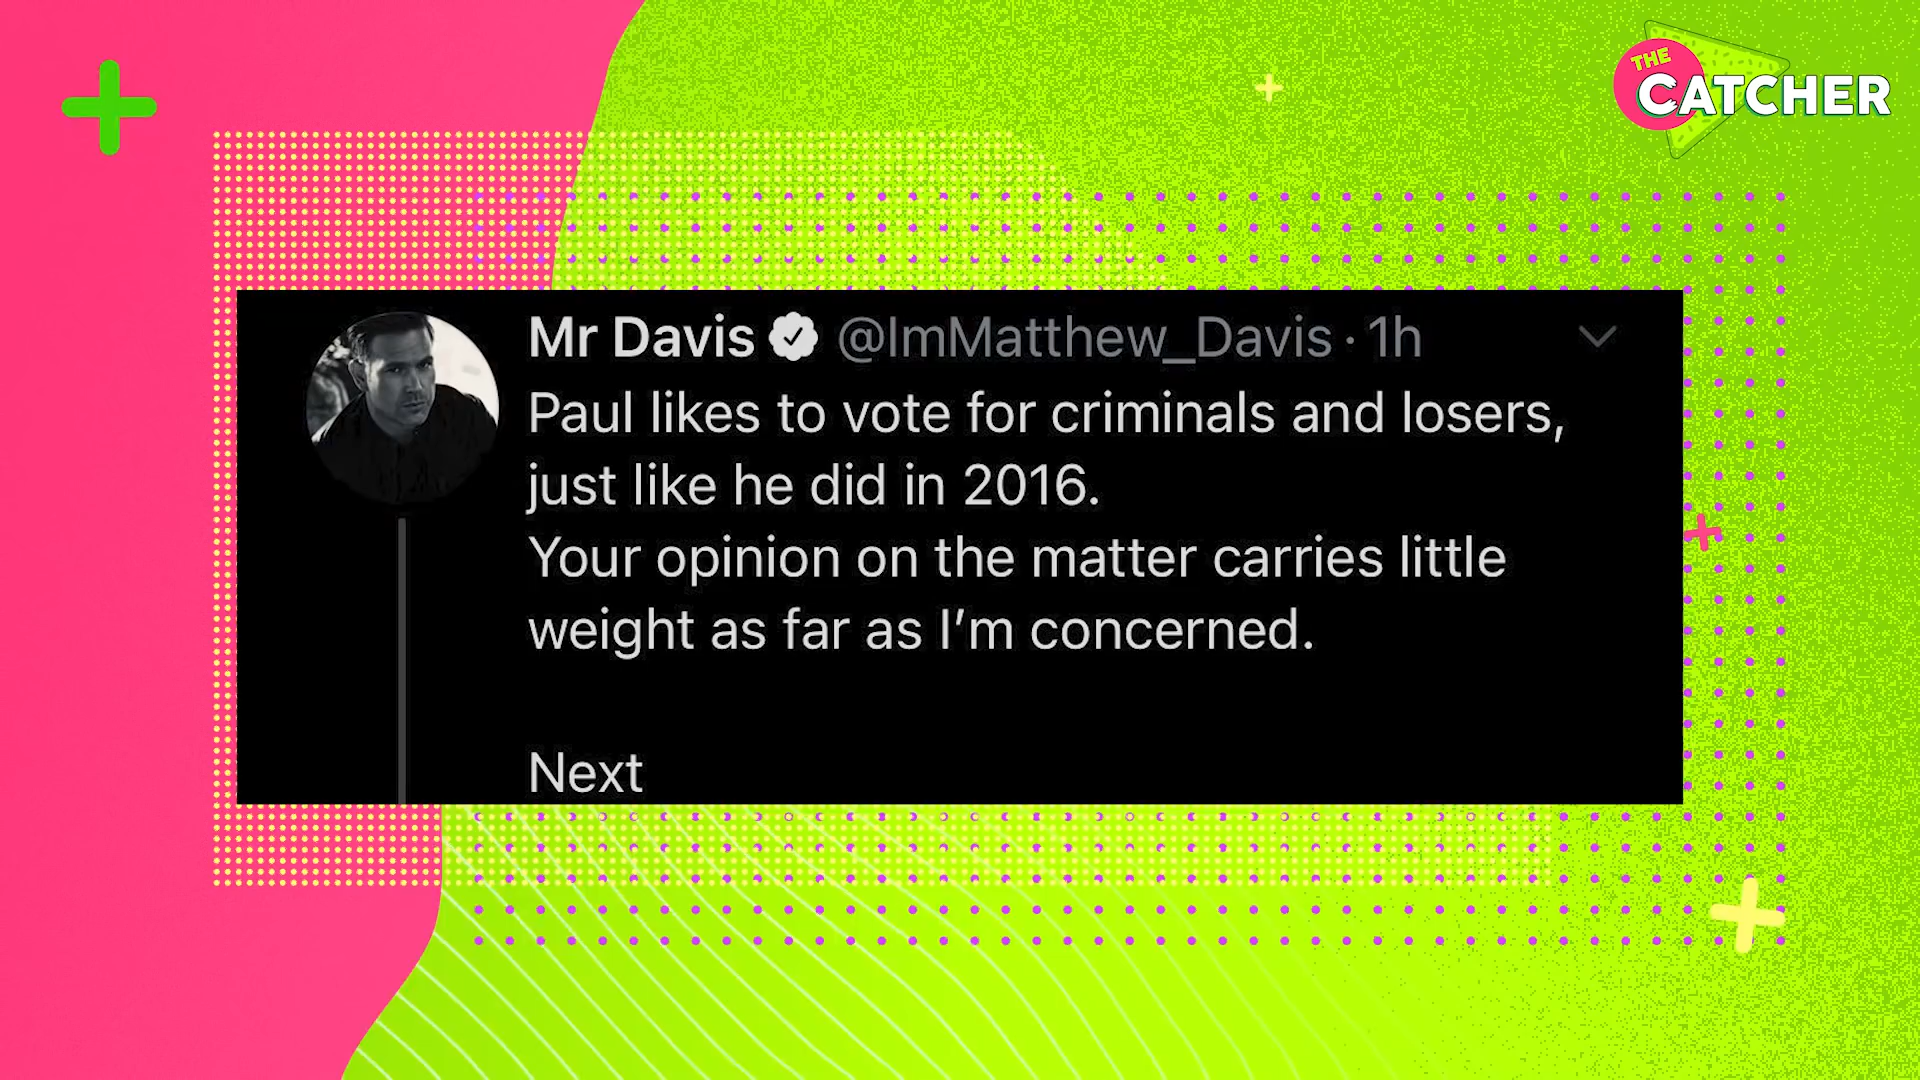 THE
CATCHER
Mr Davis @ImMatthew_Davis · 1h
Paul likes to vote for criminals and losers,
just like he did in 2016.
Your opinion on the matter carries little
weight as far as I’m concerned.
Next